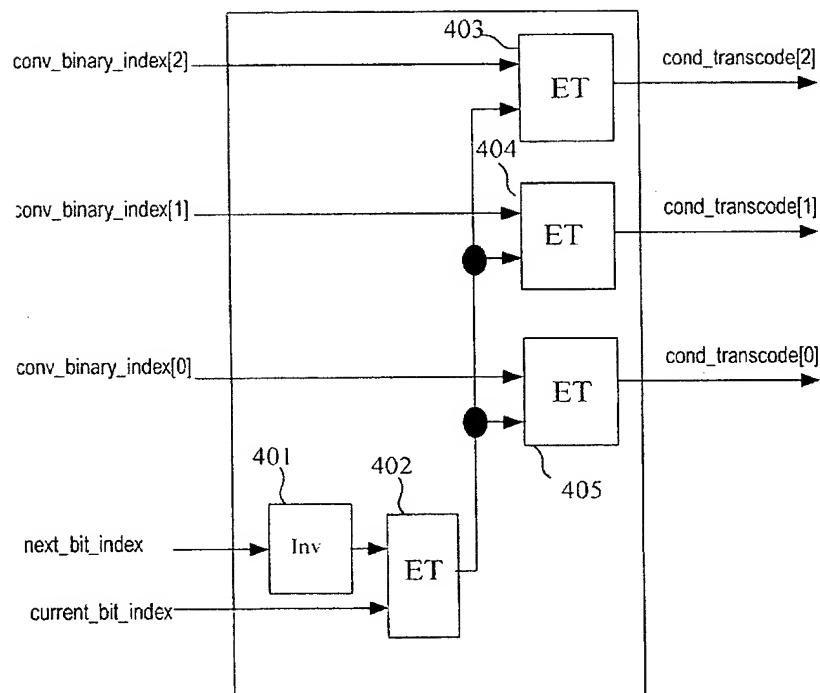 403
conv_binary_index[2]
ET
cond_transcode[2]
404
conv_binary_index[1]
ET
cond_transcode[1]
conv_binary_index[0]
ET
cond_transcode[0]
405
401
402
next_bit_index
Inv
ET
current_bit_index